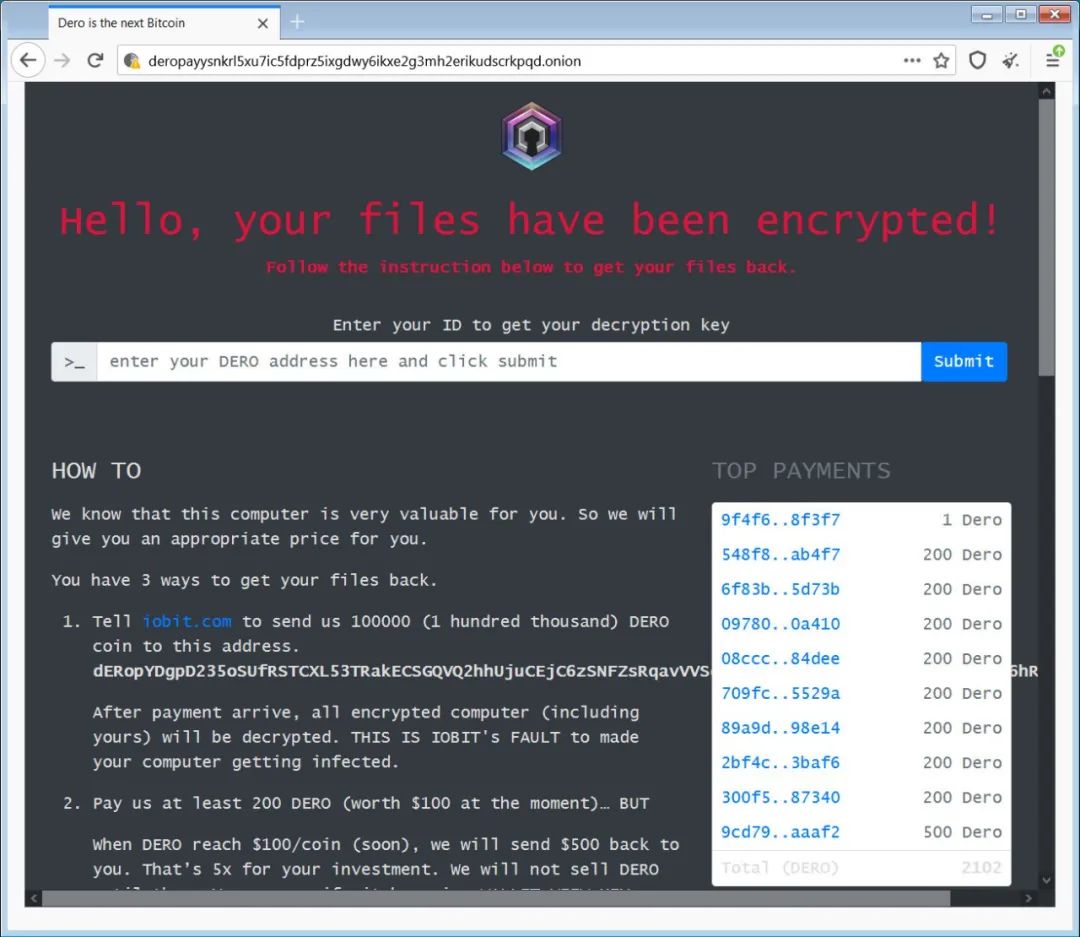 Dero is the next Bitcoin
deropayysnkrl5xu7ic5fdprz5ixgdwy6ikxe2g3mh2erikudscrkpqd.onion
Hello, your files have been encrypted!
Follow the instruction below to get your files back.
Enter your ID to get your decryption key
>_ enter your DERO address here and click submit Submit
HOW TO
We know that this computer is very valuable for you. So we will
give you an appropriate price for you.
You have 3 ways to get your files back.
1. Tell iobit.com to send us 100000 (1 hundred thousand) DERO
coin to this address.
dERopYDgpD235oSUfRSTCXL53TRakECSGQVQ2hhUjuCEjC6zSNFZsRqavVVS 6hR
After payment arrive, all encrypted computer (including
yours) will be decrypted. THIS IS IOBIT's FAULT to made
your computer getting infected.
2. Pay us at least 200 DERO (worth $100 at the moment)… BUT
When DERO reach $100/coin (soon), we will send $500 back to
you. That’s 5x for your investment. We will not sell DERO
TOP PAYMENTS
9f4f6..8f3f7 1 Dero
548f8..ab4f7 200 Dero
6f83b..5d73b 200 Dero
09780..0a410 200 Dero
08ccc..84dee 200 Dero
709fc..5529a 200 Dero
89a9d..98e14 200 Dero
2bf4c..3baf6 200 Dero
300f5..87340 200 Dero
9cd79..aaaf2 500 Dero
Total (DERO) 2102